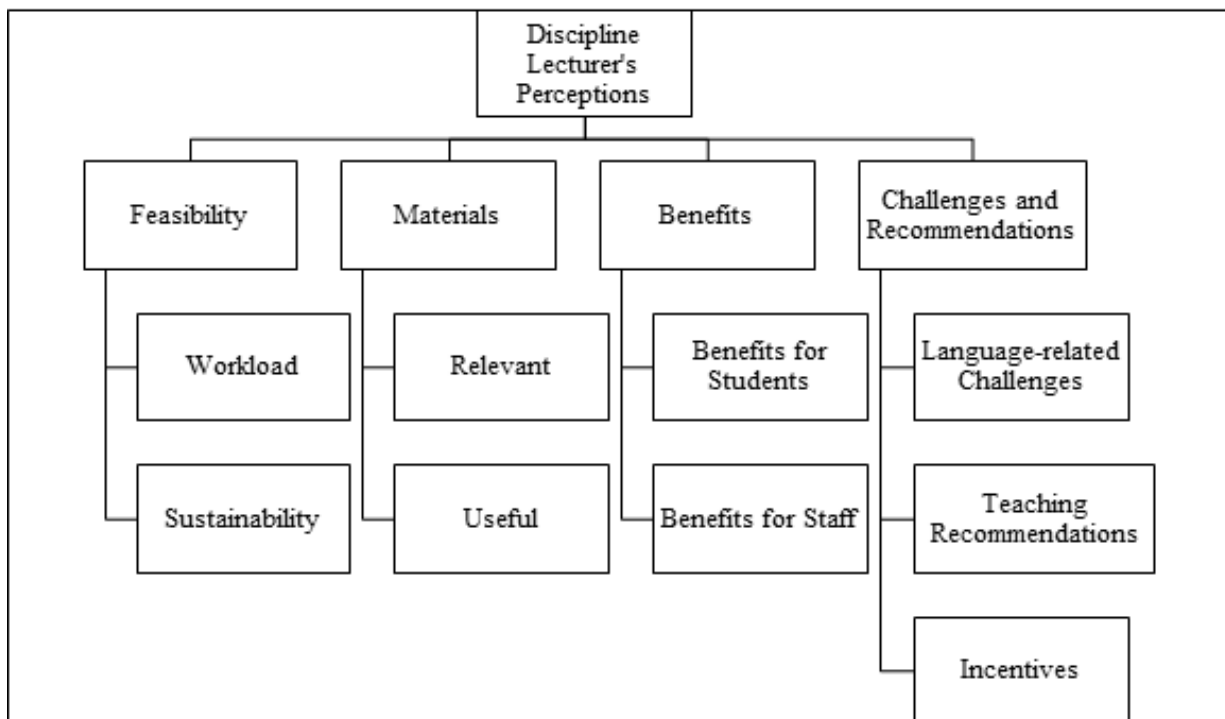 Discipline
Lecturer's
Perceptions
Feasibility
Materials
Benefits
Challenges and
Recommendations
Workload
Relevant
Benefits for
Students
Language-related
Challenges
Sustainability
Useful
Benefits for Staff
Teaching
Recommendations
Incentives